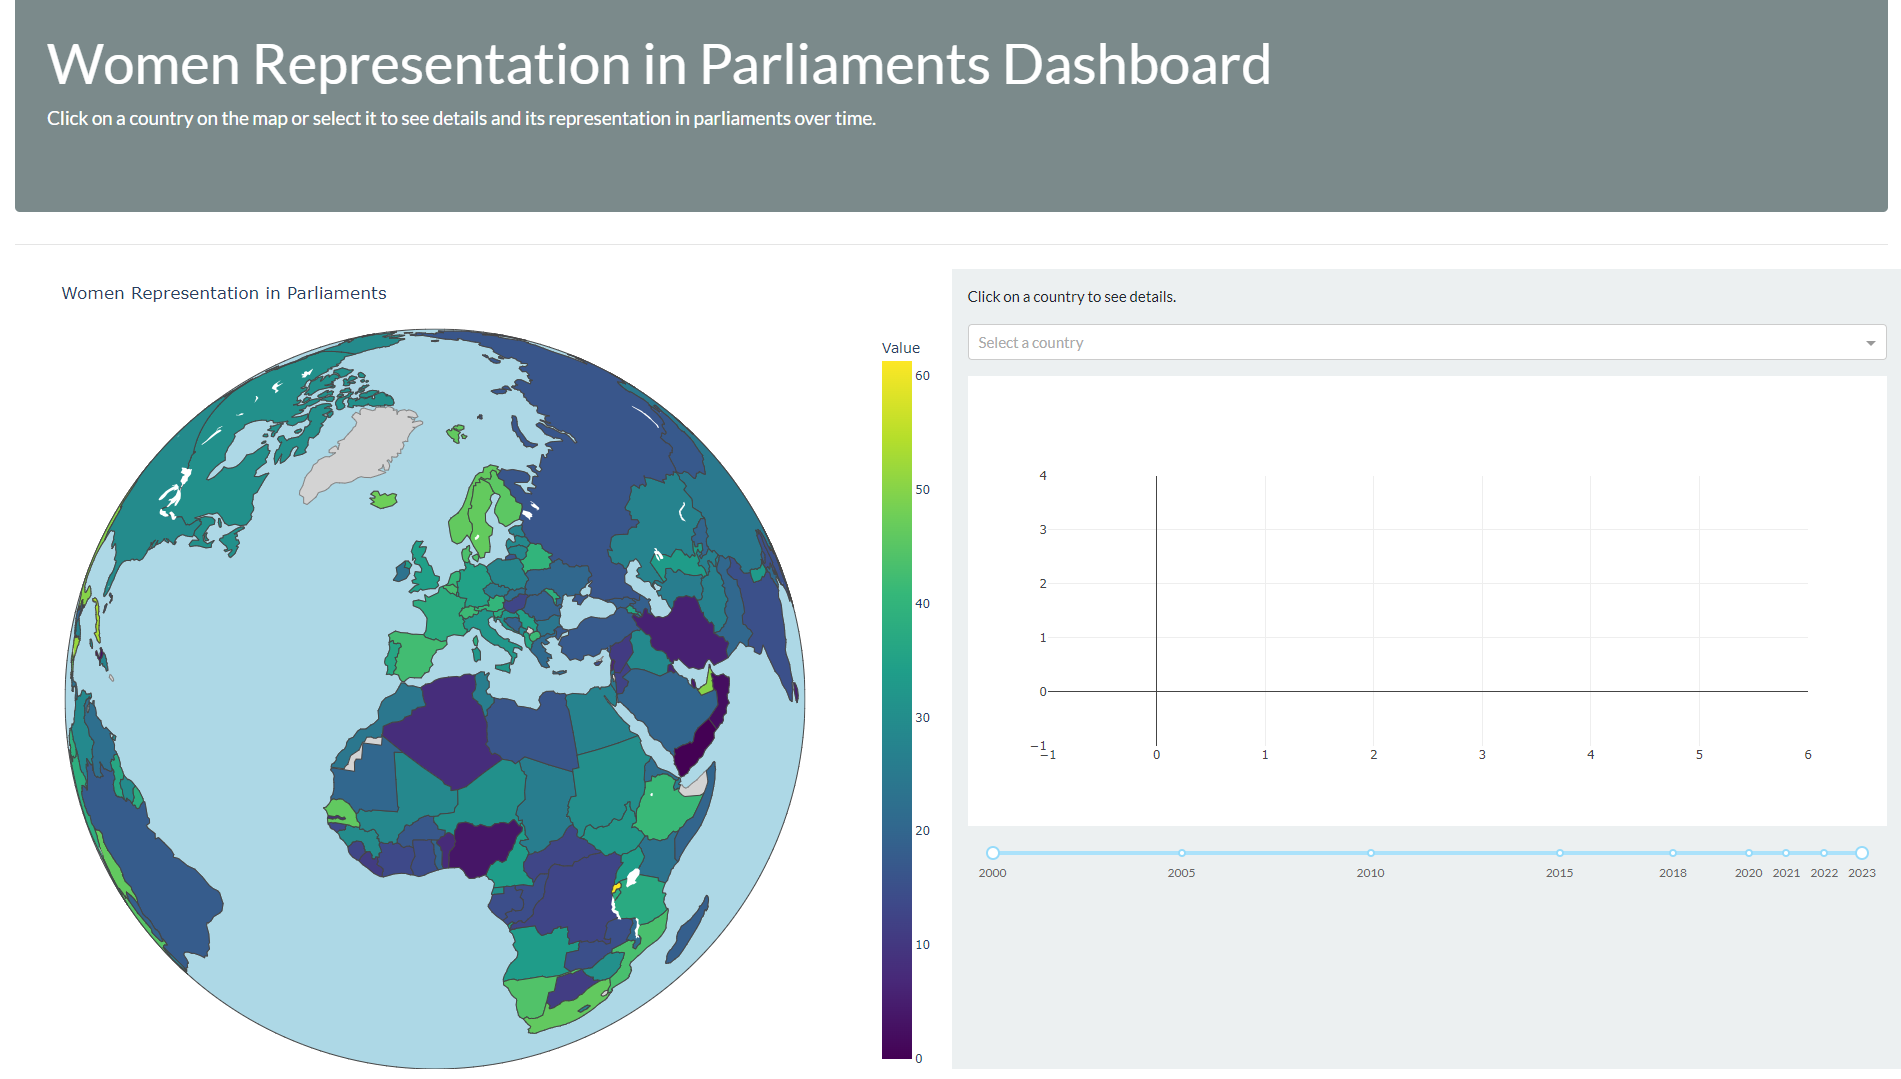 Women Representation in Parliaments Dashboard
Click on a country on the map or select it to see details and its representation in parliaments over time.
Women Representation in Parliaments
Value
60
50
40
30
20
10
0
Click on a country to see details.
Select a country
4
3
2
1
0
−1
−1 0 1 2 3 4 5 6
2000 2005 2010 2015 2018 2020 2021 2022 2023